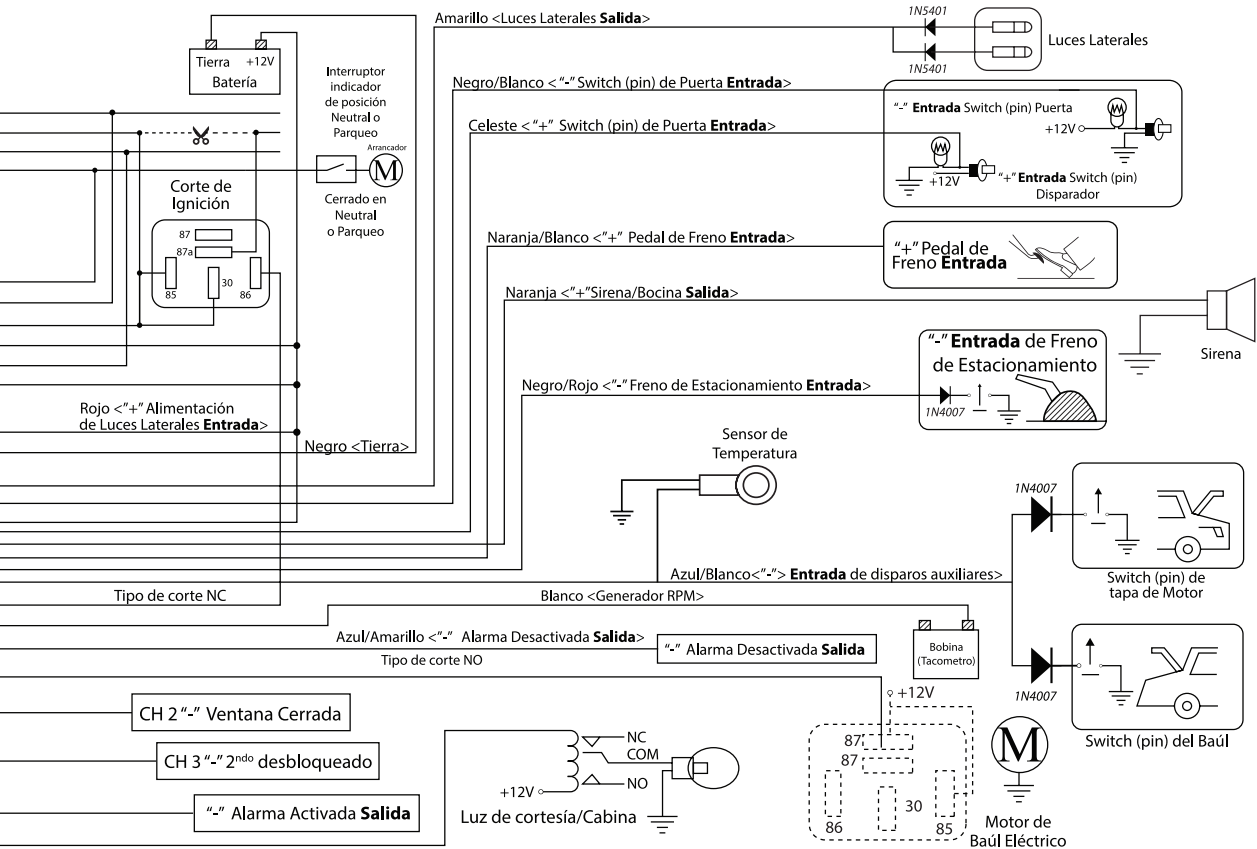 Amarillo <Luces Laterales Salida>
1N5401
1N5401
Luces Laterales
Tierra
+12V
Batería
Interruptor
indicador
de posición
Neutral o
Parqueo
Arrancador
M
Cerrado en
Neutral
o Parqueo
Negro/Blanco <"-" Switch (pin) de Puerta Entrada>
"-" Entrada Switch (pin) Puerta
+12V
Celeste <"+" Switch (pin) de Puerta Entrada>
+12V
"+" Entrada Switch (pin)
Disparador
Corte de
Ignición
87
87a
30
85
86
Naranja/Blanco <"+" Pedal de Freno Entrada>
"+" Pedal de
Freno Entrada
Naranja <"+"Sirena/Bocina Salida>
Sirena
"-" Entrada de Freno
de Estacionamiento
1N4007
Negro/Rojo <"-"Freno de Estacionamiento Entrada>
Rojo <"+" Alimentación
de Luces Laterales Entrada>
Negro <Tierra>
Sensor de
Temperatura
1N4007
Switch (pin) de
tapa de Motor
Azul/Blanco<"-"> Entrada de disparos auxiliares>
Tipo de corte NC
Blanco <Generador RPM>
Bobina
(Tacometro)
Azul/Amarillo <"-" Alarma Desactivada Salida>
"-" Alarma Desactivada Salida
Tipo de corte NO
1N4007
Switch (pin) del Baúl
+12V
87
87
30
86
85
M
Motor de
Baúl Eléctrico
CH 2 "-" Ventana Cerrada
CH 3 "-" 2ndo desbloqueado
"-" Alarma Activada Salida
NC
COM
NO
+12V
Luz de cortesía/Cabina